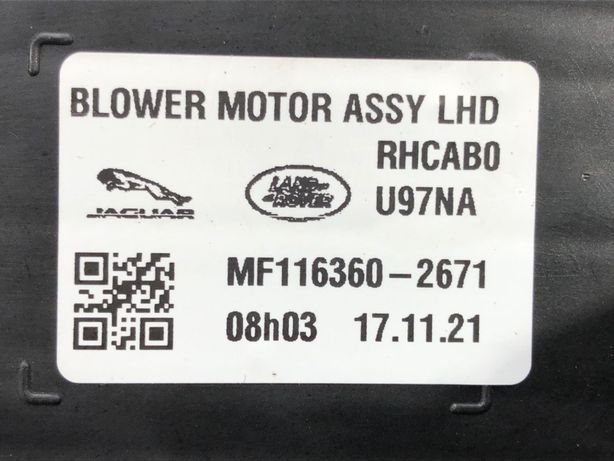 BLOWER MOTOR ASSY LHD
RHCAB0
JAGUAR
LAND ROVER
U97NA
MF116360-2671
08h03 17.11.21